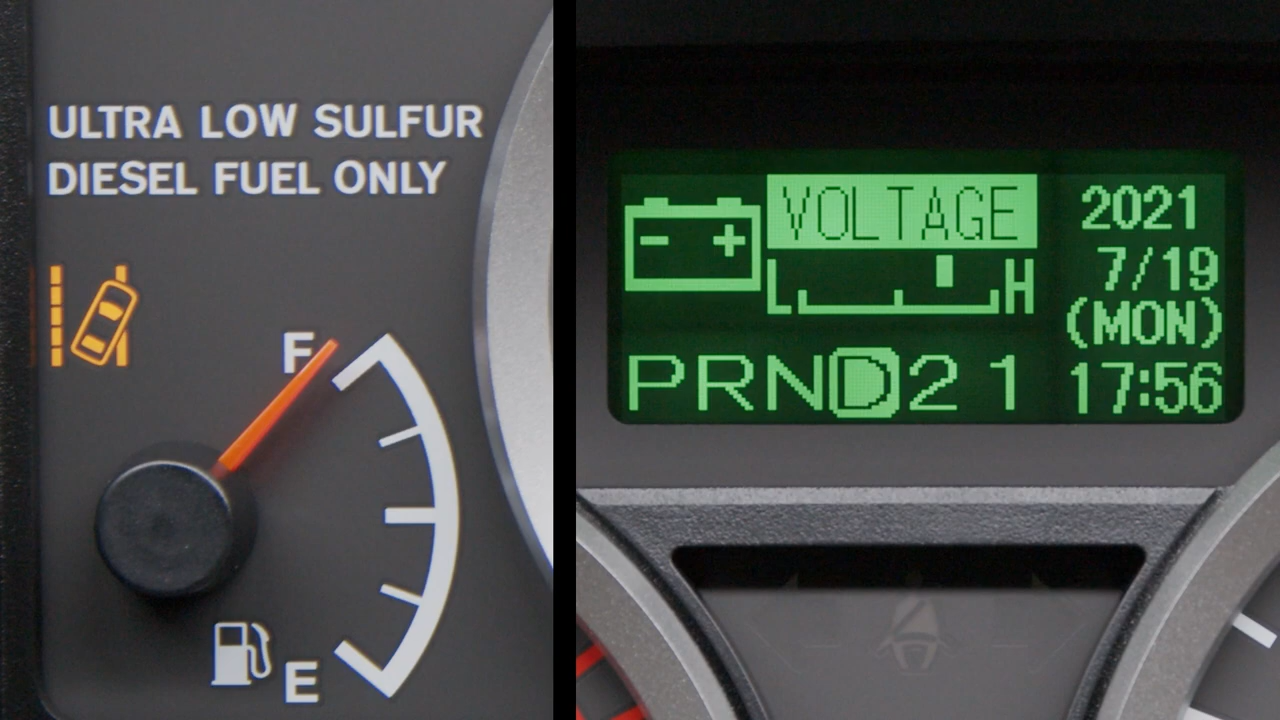 ULTRA LOW SULFUR
DIESEL FUEL ONLY
F
E
VOLTAGE
L H
PRND21
2021
7/19
(MON)
17:56